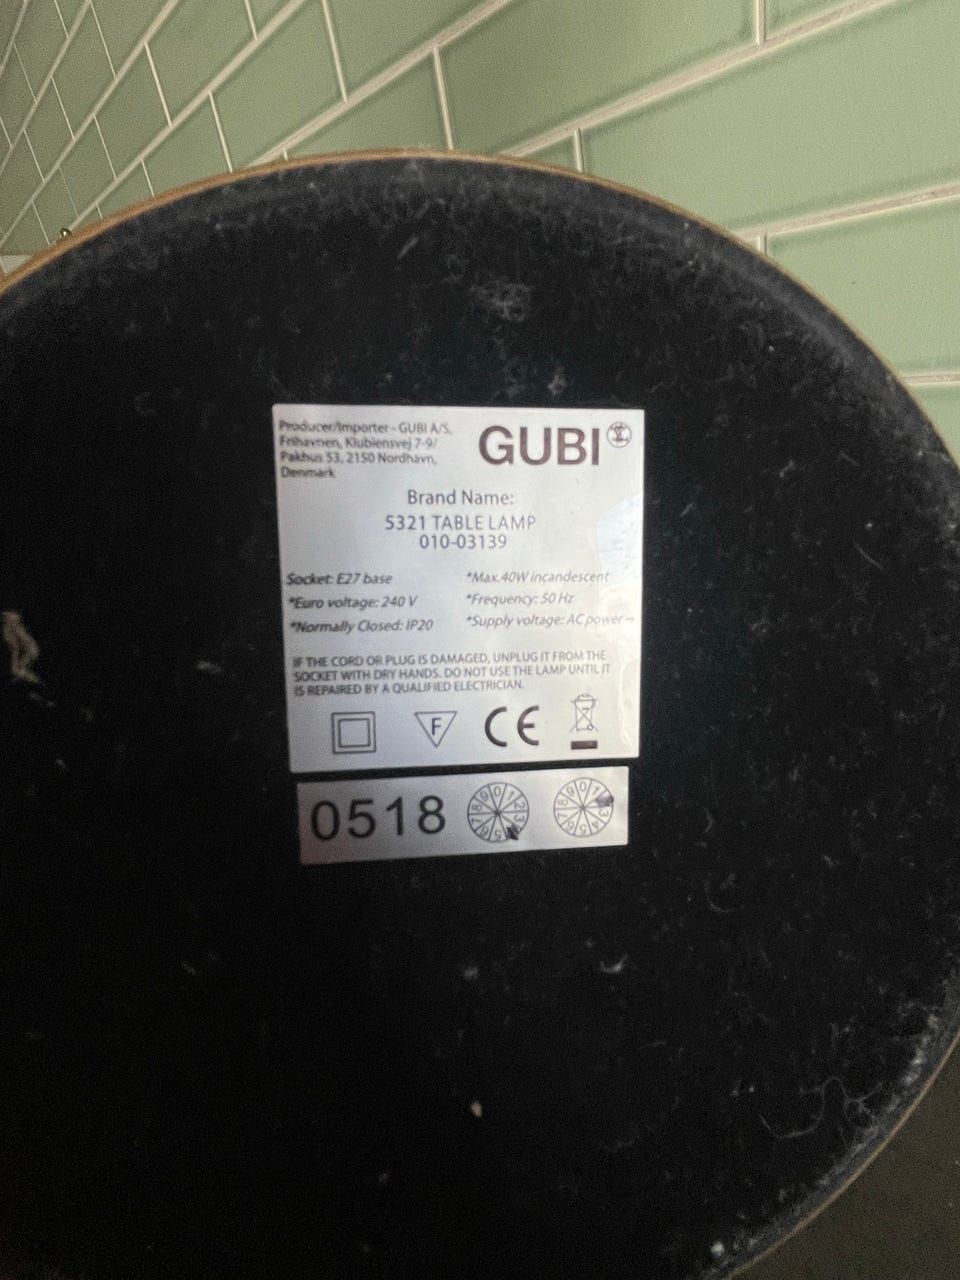 Producer/Importer - GUBI A/S,
Frihavnen, Klubiensvej 7-9/
Pakhus 53, 2150 Nordhavn,
Denmark
GUBI
Brand Name:
5321 TABLE LAMP
010-03139
Socket: E27 base
*Max.40W incandescent
*Euro voltage: 240 V
*Frequency: 50 Hz
*Normally Closed: IP20
*Supply voltage: AC power~
IF THE CORD OR PLUG IS DAMAGED, UNPLUG IT FROM THE
SOCKET WITH DRY HANDS. DO NOT USE THE LAMP UNTIL IT
IS REPAIRED BY A QUALIFIED ELECTRICIAN.
F CE
0518